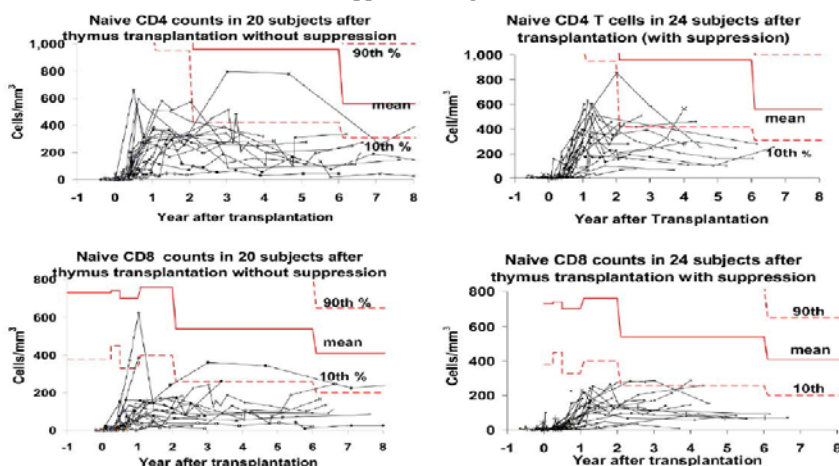 Naive CD4 counts in 20 subjects after
thymus transplantation without suppression
1,000
800
600
400
200
0
Cells/mm³
90th %
mean
10th %
-1 0 1 2 3 4 5 6 7 8
Year after transplantation
Naive CD4 T cells in 24 subjects after
transplantation (with suppression)
1,000
800
600
400
200
0
Cell/mm³
mean
10th %
-1 0 1 2 3 4 5 6 7 8
Year after Transplantation
Naive CD8 counts in 20 subjects after
thymus transplantation without suppression
800
600
400
200
0
Cells/mm³
90th %
mean
10th %
-1 0 1 2 3 4 5 6 7 8
Year after transplantation
Naive CD8 counts in 24 subjects after
thymus transplantation with suppression
800
600
400
200
0
Cells/mm³
90th
mean
10th
-1 0 1 2 3 4 5 6 7 8
Year after transplantation